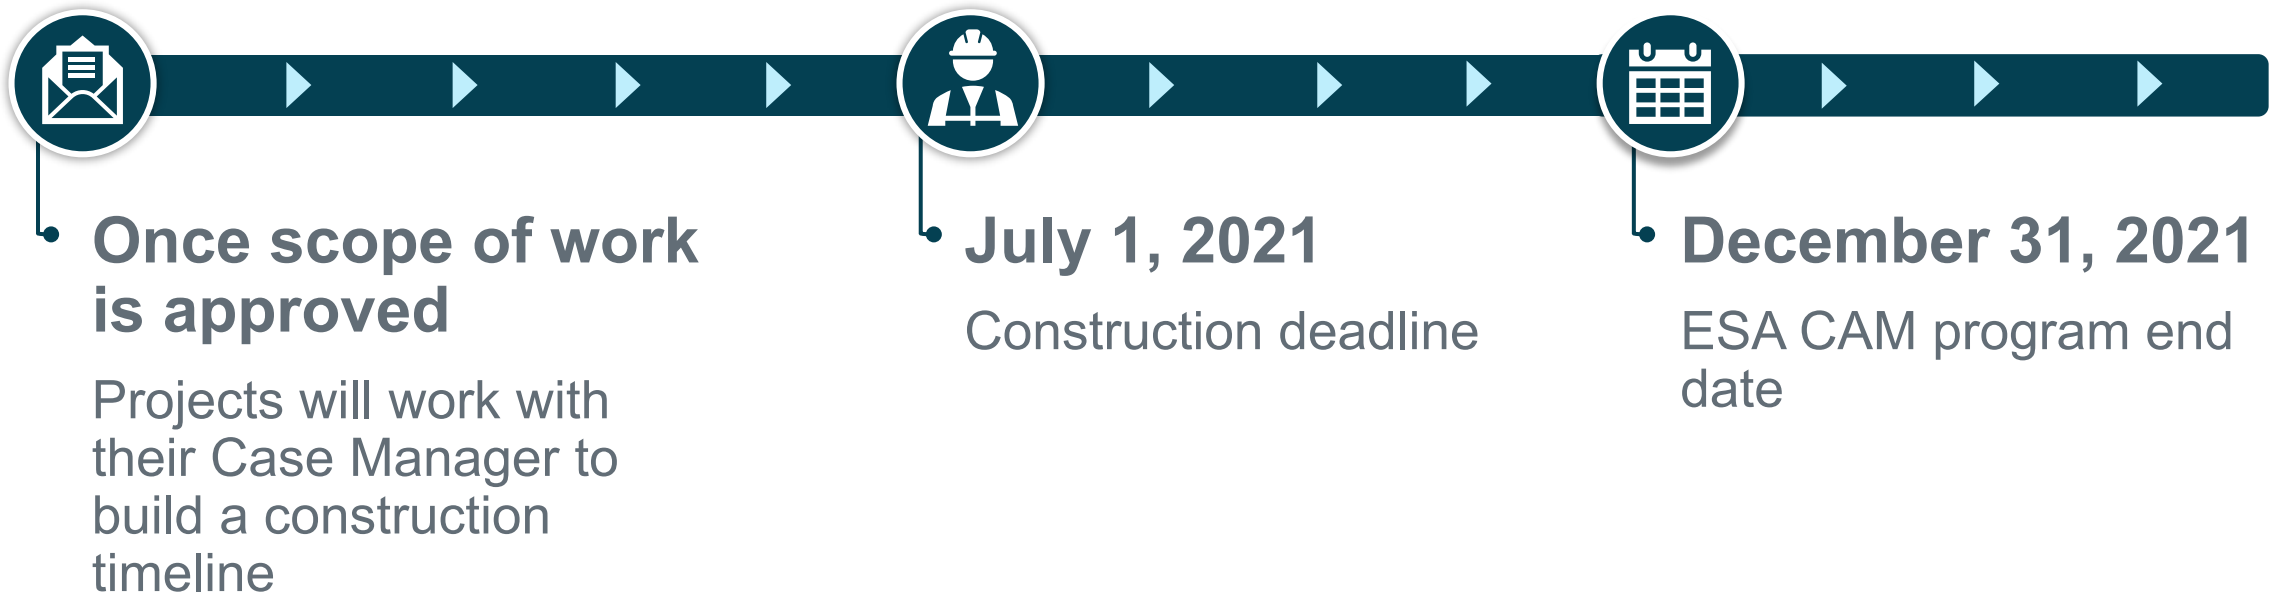 Once scope of work
is approved
Projects will work with
their Case Manager to
build a construction
timeline
July 1, 2021
Construction deadline
December 31, 2021
ESA CAM program end
date